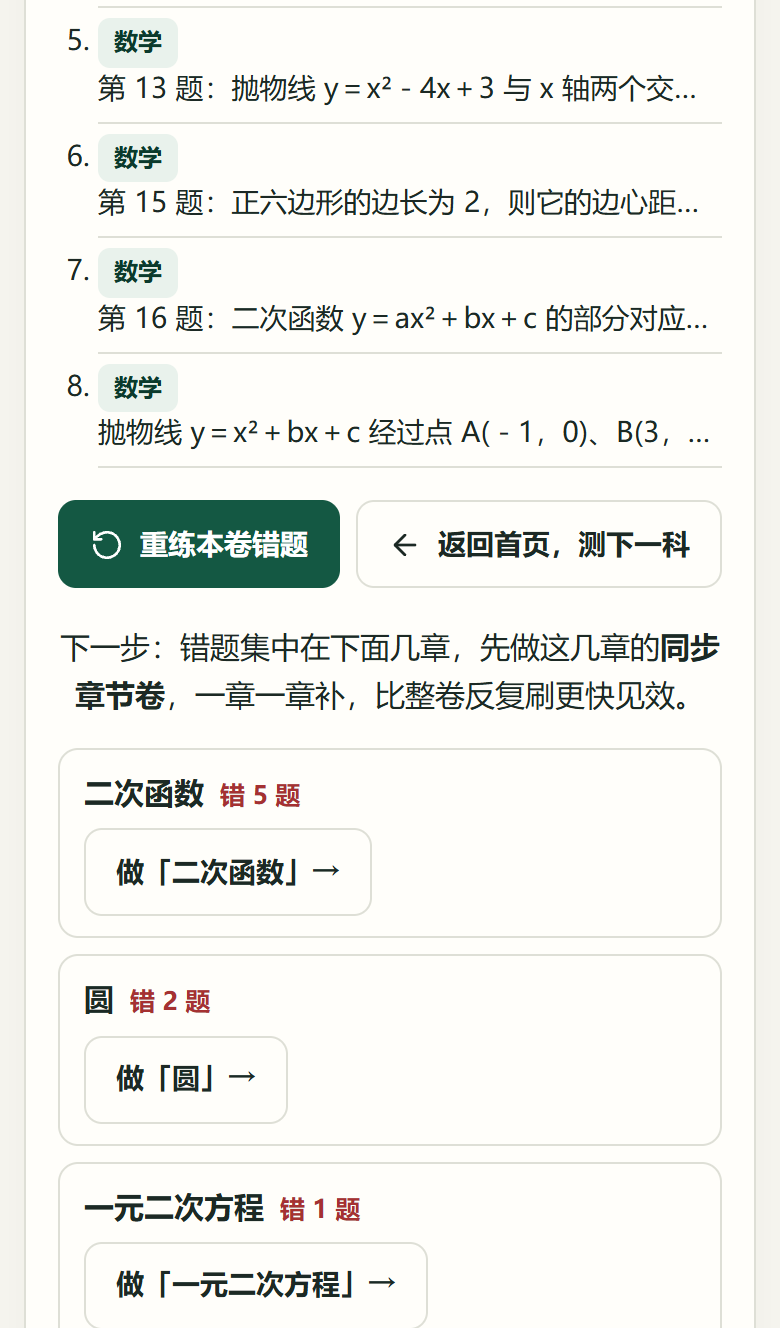 5. 数学
第 13 题：抛物线 y = x² - 4x + 3 与 x 轴两个交…
6. 数学
第 15 题：正六边形的边长为 2，则它的边心距…
7. 数学
第 16 题：二次函数 y = ax² + bx + c 的部分对应…
8. 数学
抛物线 y = x² + bx + c 经过点 A( - 1，0)、B(3，…
重练本卷错题
← 返回首页，测下一科
下一步：错题集中在下面几章，先做这几章的同步
章节卷，一章一章补，比整卷反复刷更快见效。
二次函数 错 5 题
做「二次函数」→
圆 错 2 题
做「圆」→
一元二次方程 错 1 题
做「一元二次方程」→